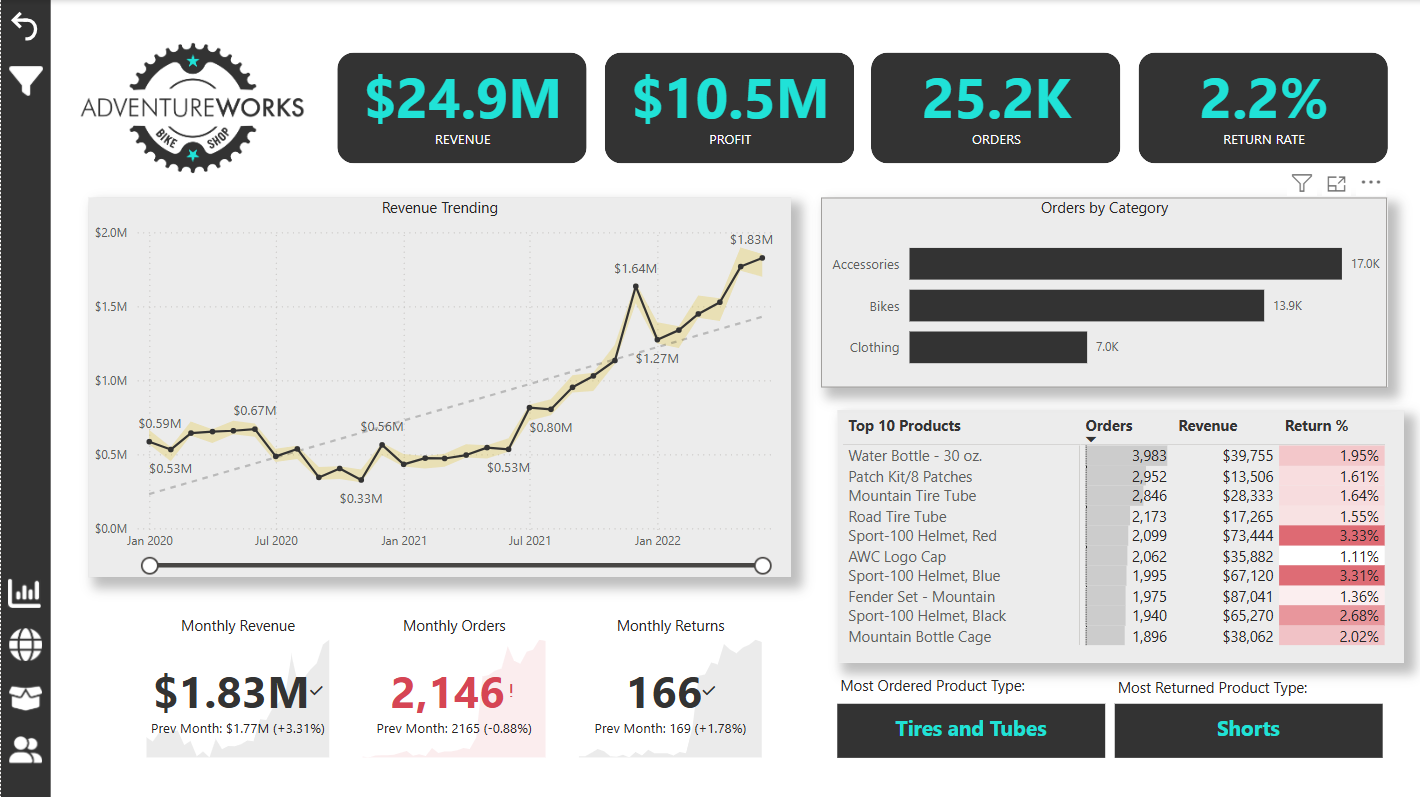 ADVENTUREWORKS
BIKE SHOP
$24.9M
REVENUE
$10.5M
PROFIT
25.2K
ORDERS
2.2%
RETURN RATE
Revenue Trending
$2.0M
$1.5M
$1.0M
$0.5M
$0.0M
$0.59M
$0.53M
$0.67M
$0.33M
$0.56M
$0.53M
$0.80M
$1.64M
$1.27M
$1.83M
Jan 2020 Jul 2020 Jan 2021 Jul 2021 Jan 2022
Orders by Category
Accessories 17.0K
Bikes 13.9K
Clothing 7.0K
Top 10 Products Orders Revenue Return %
Water Bottle - 30 oz. 3,983 $39,755 1.95%
Patch Kit/8 Patches 2,952 $13,506 1.61%
Mountain Tire Tube 2,846 $28,333 1.64%
Road Tire Tube 2,173 $17,265 1.55%
Sport-100 Helmet, Red 2,099 $73,444 3.33%
AWC Logo Cap 2,062 $35,882 1.11%
Sport-100 Helmet, Blue 1,995 $67,120 3.31%
Fender Set - Mountain 1,975 $87,041 1.36%
Sport-100 Helmet, Black 1,940 $65,270 2.68%
Mountain Bottle Cage 1,896 $38,062 2.02%
Monthly Revenue
$1.83M
Prev Month: $1.77M (+3.31%)
Monthly Orders
2,146!
Prev Month: 2165 (-0.88%)
Monthly Returns
166
Prev Month: 169 (+1.78%)
Most Ordered Product Type:
Tires and Tubes
Most Returned Product Type:
Shorts